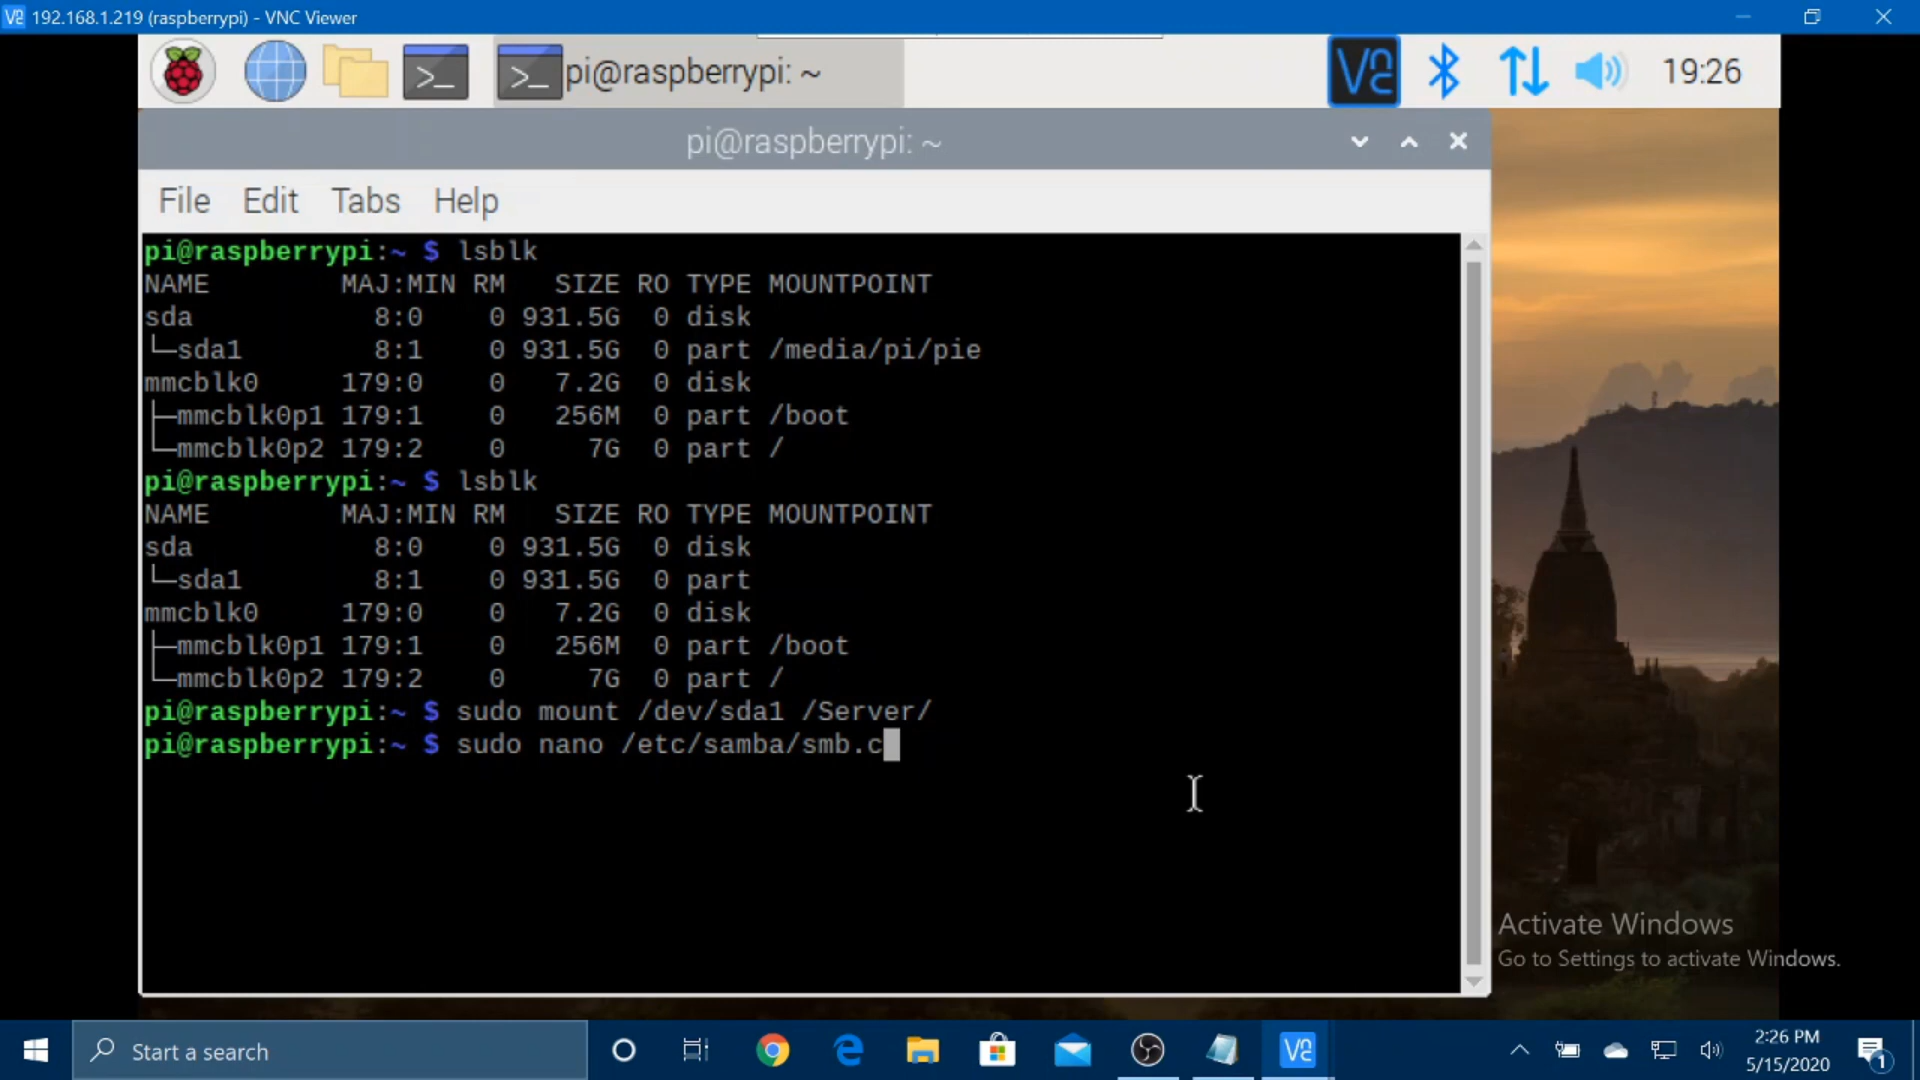 192.168.1.219 (raspberrypi) - VNC Viewer
pi@raspberrypi: ~
19:26
pi@raspberrypi: ~
File Edit Tabs Help
pi@raspberrypi:~ $ lsblk
NAME MAJ:MIN RM SIZE RO TYPE MOUNTPOINT
sda 8:0 0 931.5G 0 disk
└─sda1 8:1 0 931.5G 0 part /media/pi/pie
mmcblk0 179:0 0 7.2G 0 disk
├─mmcblk0p1 179:1 0 256M 0 part /boot
└─mmcblk0p2 179:2 0 7G 0 part /
pi@raspberrypi:~ $ lsblk
NAME MAJ:MIN RM SIZE RO TYPE MOUNTPOINT
sda 8:0 0 931.5G 0 disk
└─sda1 8:1 0 931.5G 0 part
mmcblk0 179:0 0 7.2G 0 disk
├─mmcblk0p1 179:1 0 256M 0 part /boot
└─mmcblk0p2 179:2 0 7G 0 part /
pi@raspberrypi:~ $ sudo mount /dev/sda1 /Server/
pi@raspberrypi:~ $ sudo nano /etc/samba/smb.c
Activate Windows
Go to Settings to activate Windows.
Start a search
2:26 PM
5/15/2020
1